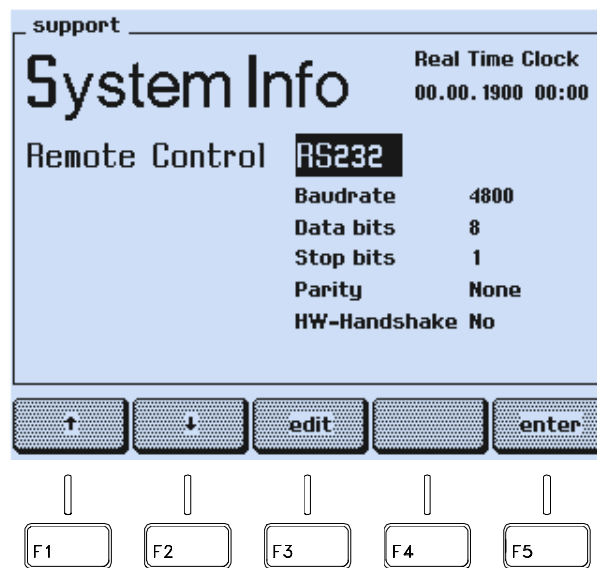 support
System Info
Real Time Clock
00.00.1900 00:00
Remote Control RS232
Baudrate 4800
Data bits 8
Stop bits 1
Parity None
HW-Handshake No
↑ ↓ edit enter
F1 F2 F3 F4 F5